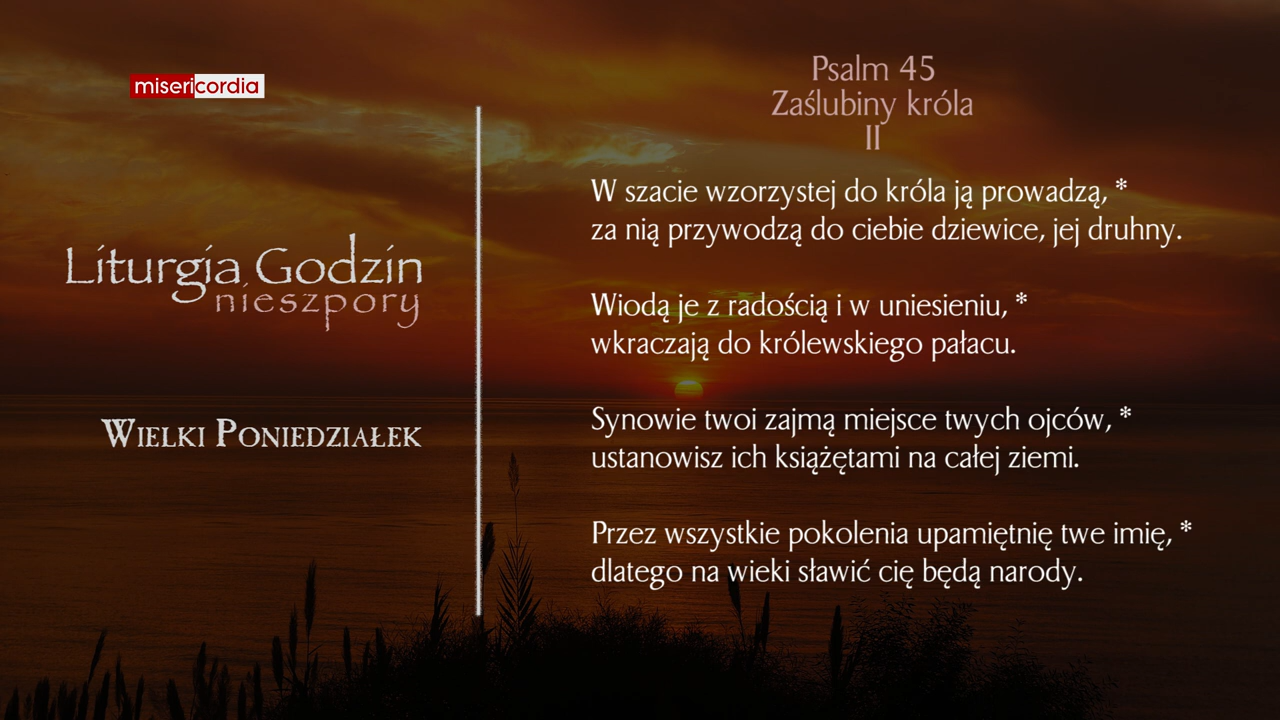 misericordia
Liturgia Godzin
nieszpory
Wielki Poniedziałek
Psalm 45
Zaślubiny króla
II
W szacie wzorzystej do króla ją prowadzą, *
za nią przywodzą do ciebie dziewice, jej druhny.
Wiodą je z radością i w uniesieniu, *
wkraczają do królewskiego pałacu.
Synowie twoi zajmą miejsce twych ojców, *
ustanowisz ich książętami na całej ziemi.
Przez wszystkie pokolenia upamiętnię twe imię, *
dlatego na wieki sławić cię będą narody.